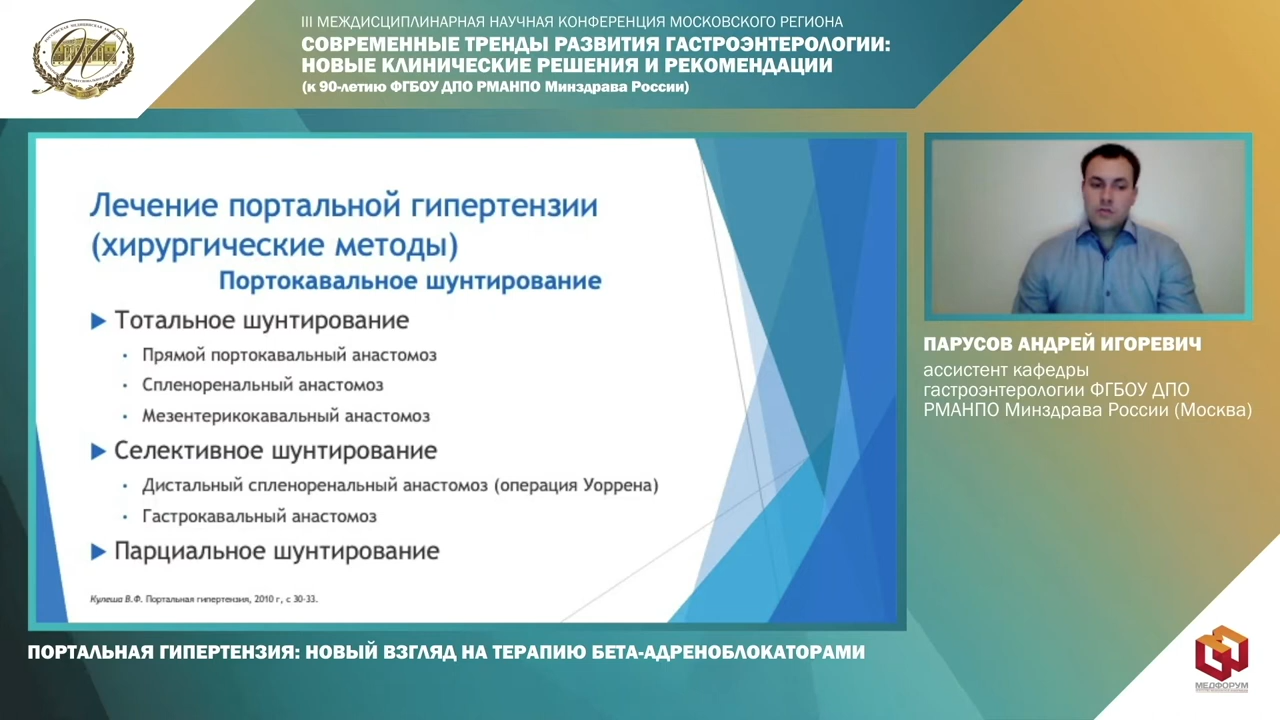 III МЕЖДИСЦИПЛИНАРНАЯ НАУЧНАЯ КОНФЕРЕНЦИЯ МОСКОВСКОГО РЕГИОНА
СОВРЕМЕННЫЕ ТРЕНДЫ РАЗВИТИЯ ГАСТРОЭНТЕРОЛОГИИ:
НОВЫЕ КЛИНИЧЕСКИЕ РЕШЕНИЯ И РЕКОМЕНДАЦИИ
(к 90-летию ФГБОУ ДПО РМАНПО Минздрава России)
Лечение портальной гипертензии
(хирургические методы)
Портокавальное шунтирование
Тотальное шунтирование
Прямой портокавальный анастомоз
Спленоренальный анастомоз
Мезентерикокавальный анастомоз
Селективное шунтирование
Дистальный спленоренальный анастомоз (операция Уоррена)
Гастрокавальный анастомоз
Парциальное шунтирование
Кулеша В.Ф. Портальная гипертензия, 2010 г, с 30-33.
ПАРУСОВ АНДРЕЙ ИГОРЕВИЧ
ассистент кафедры
гастроэнтерологии ФГБОУ ДПО
РМАНПО Минздрава России (Москва)
ПОРТАЛЬНАЯ ГИПЕРТЕНЗИЯ: НОВЫЙ ВЗГЛЯД НА ТЕРАПИЮ БЕТА-АДРЕНОБЛОКАТОРАМИ
МЕДФОРУМ